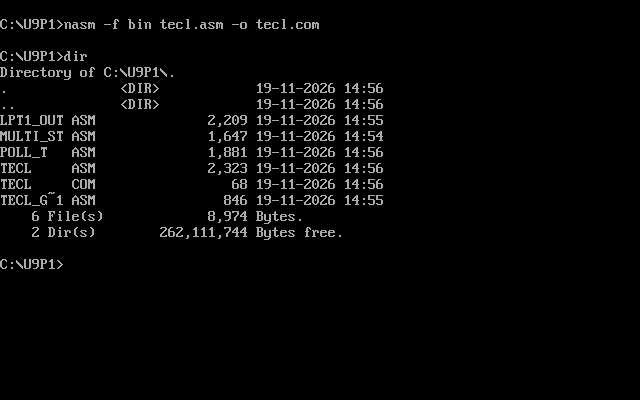 C:\U9P1>nasm -f bin tecl.asm -o tecl.com
C:\U9P1>dir
Directory of C:\U9P1\.
. <DIR> 19-11-2026 14:56
.. <DIR> 19-11-2026 14:56
LPT1_OUT ASM 2,209 19-11-2026 14:55
MULTI_ST ASM 1,647 19-11-2026 14:54
POLL_T ASM 1,881 19-11-2026 14:56
TECL ASM 2,323 19-11-2026 14:56
TECL COM 68 19-11-2026 14:56
TECL_G~1 ASM 846 19-11-2026 14:55
6 File(s) 8,974 Bytes.
2 Dir(s) 262,111,744 Bytes free.
C:\U9P1>